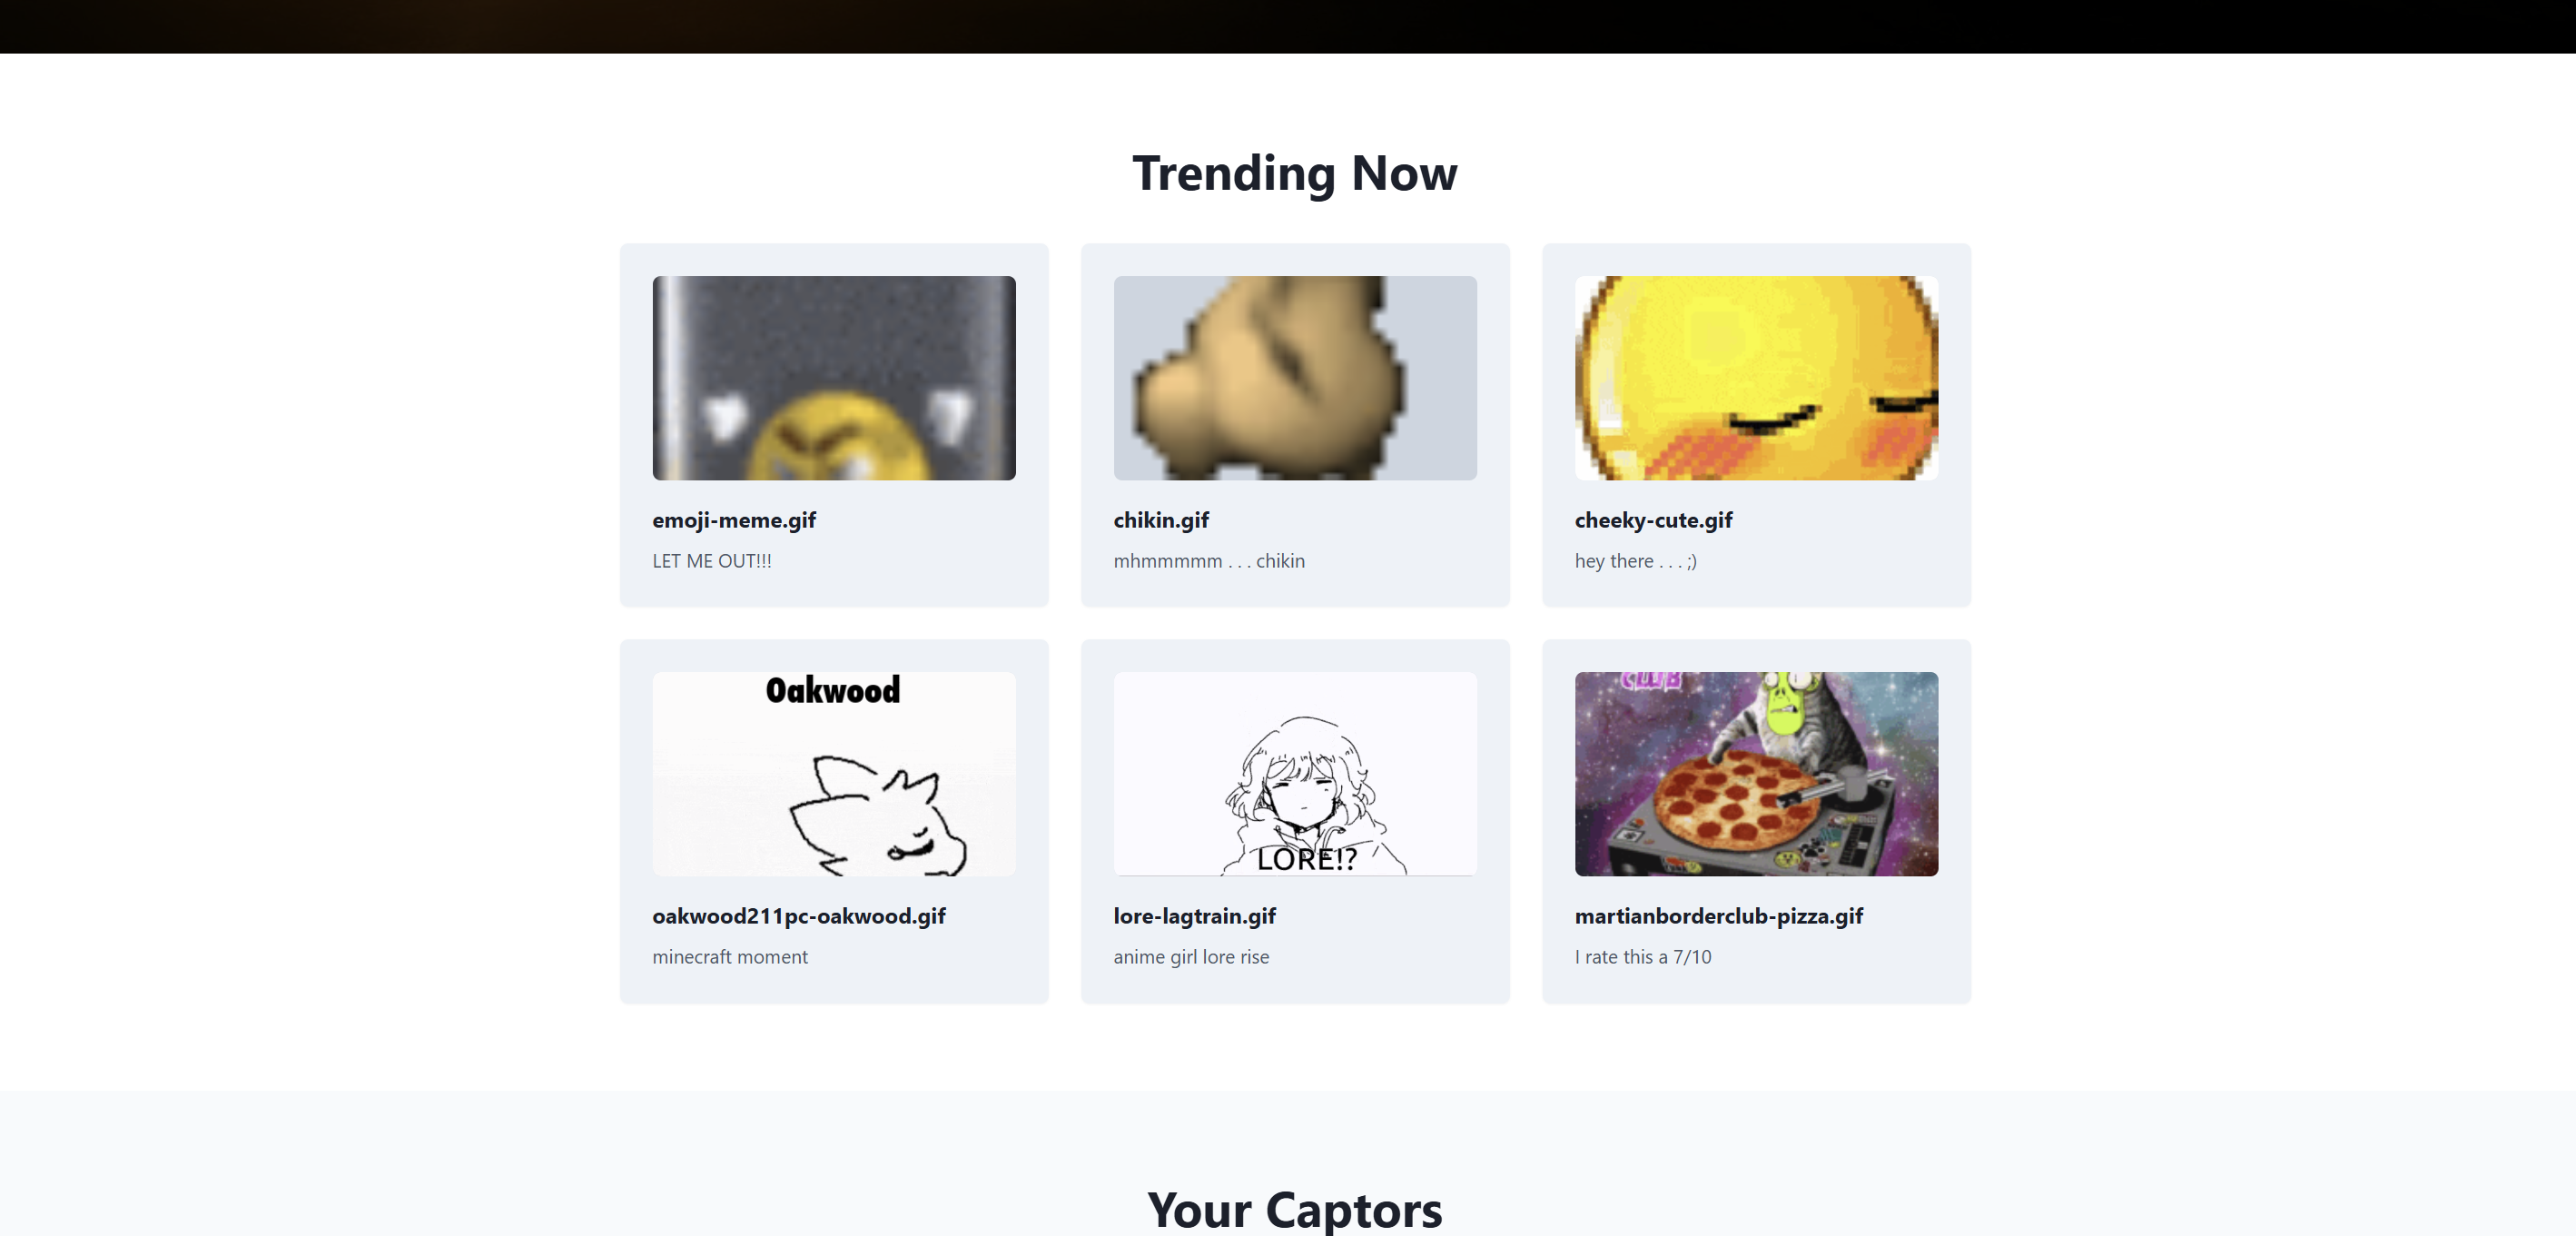 Trending Now
emoji-meme.gif
LET ME OUT!!!
chikin.gif
mhmmmmm . . . chikin
cheeky-cute.gif
hey there . . . ;)
Oakwood
oakwood211pc-oakwood.gif
minecraft moment
LORE!?
lore-lagtrain.gif
anime girl lore rise
CLUB
martianborderclub-pizza.gif
I rate this a 7/10
Your Captors